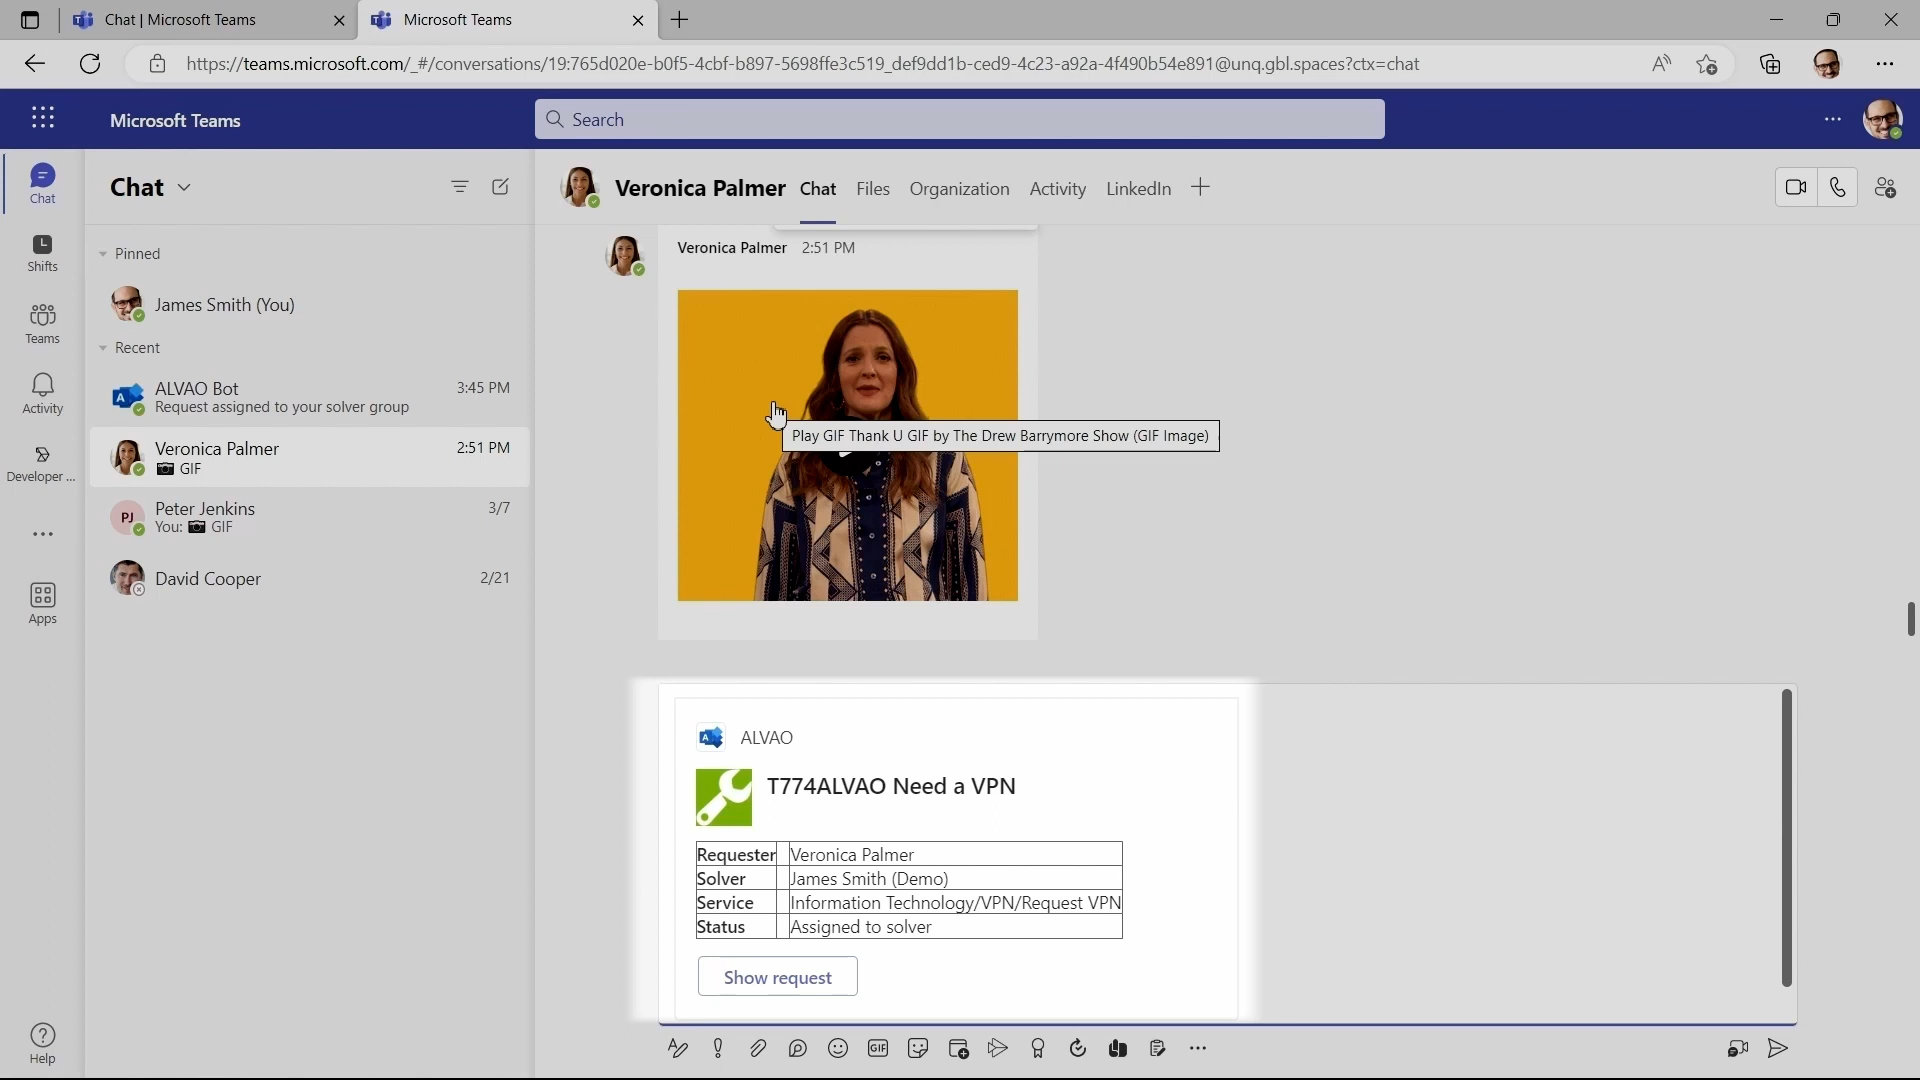 Chat | Microsoft Teams
Microsoft Teams
https://teams.microsoft.com/_#/conversations/19:765d020e-b0f5-4cbf-b897-5698ffe3c519_def9dd1b-ced9-4c23-a92a-4f490b54e891@unq.gbl.spaces?ctx=chat
Microsoft Teams
Search
Chat
Shifts
Teams
Activity
Developer ...
Apps
Help
Chat
Pinned
James Smith (You)
Recent
ALVAO Bot 3:45 PM
Request assigned to your solver group
Veronica Palmer 2:51 PM
GIF
PJ
Peter Jenkins 3/7
You: GIF
David Cooper 2/21
Veronica Palmer Chat Files Organization Activity LinkedIn
Veronica Palmer 2:51 PM
Play GIF Thank U GIF by The Drew Barrymore Show (GIF Image)
A ALVAO
T774ALVAO Need a VPN
Requester Veronica Palmer
Solver James Smith (Demo)
Service Information Technology/VPN/Request VPN
Status Assigned to solver
Show request
GIF